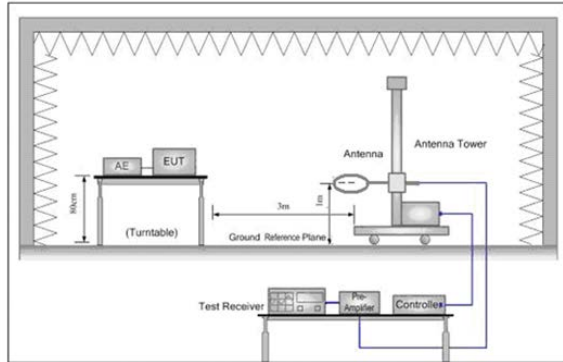 AE
EUT
80cm
(Turntable)
3m
1m
Antenna
Antenna Tower
Ground Reference Plane
Test Receiver
Pre-
Amplifier
Controller